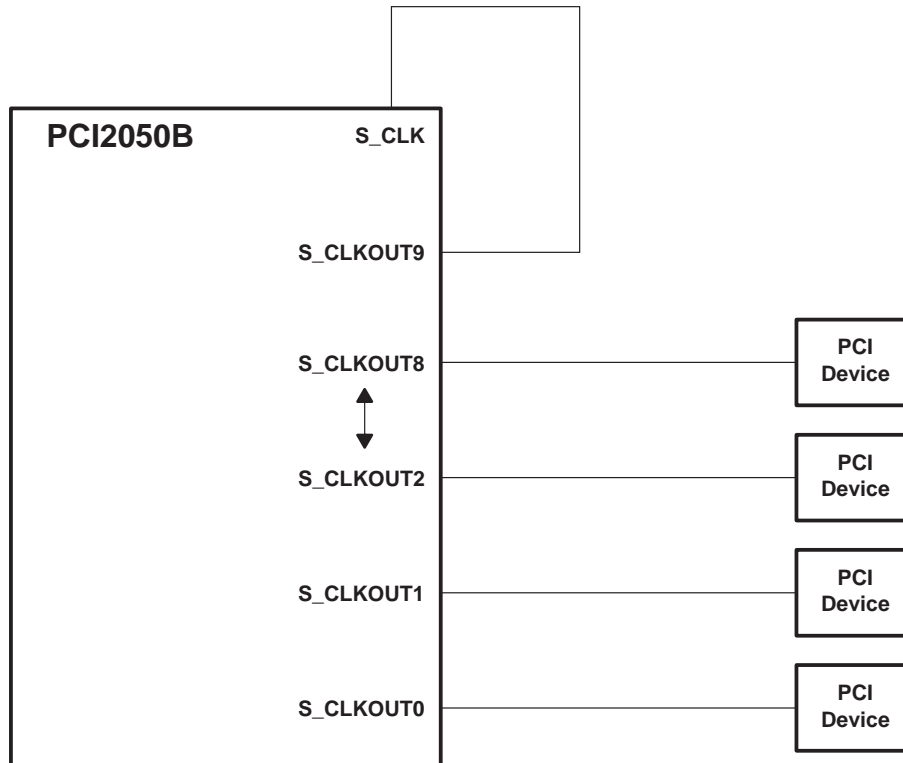 PCI2050B
S_CLK
S_CLKOUT9
S_CLKOUT8
PCI
Device
S_CLKOUT2
PCI
Device
S_CLKOUT1
PCI
Device
S_CLKOUT0
PCI
Device